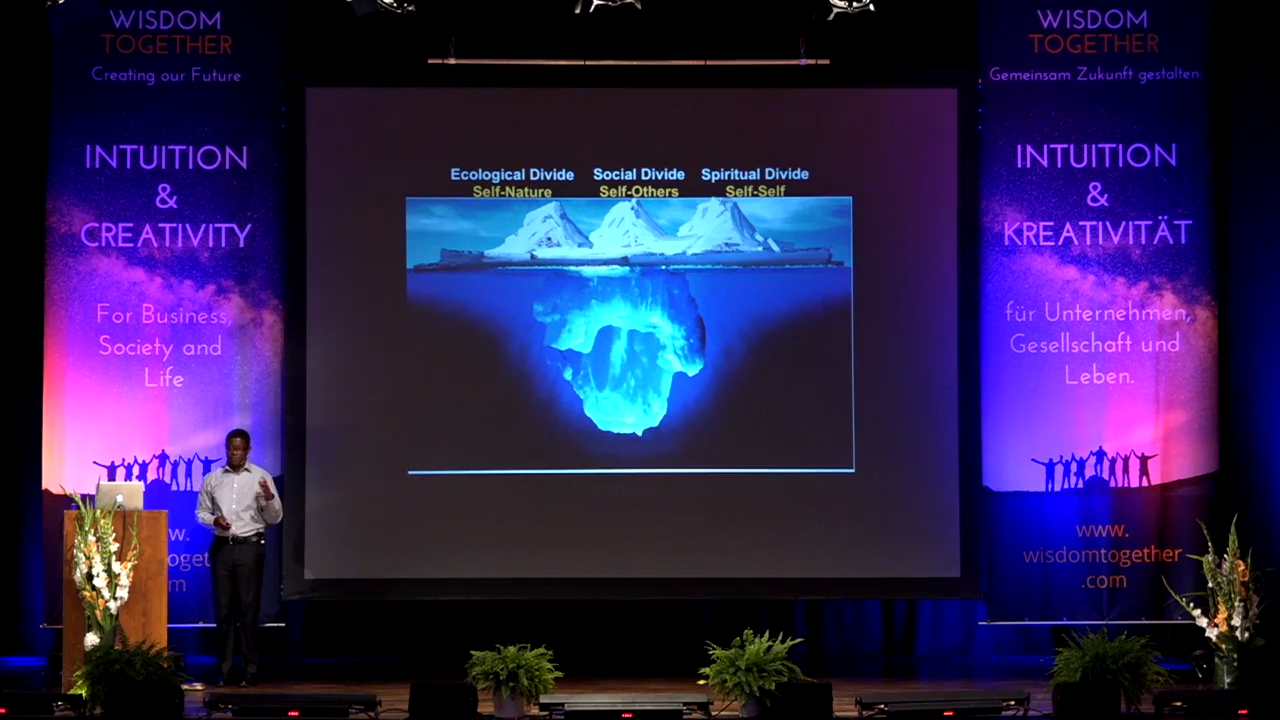 WISDOM
TOGETHER
Creating our Future
INTUITION
&
CREATIVITY
For Business,
Society and
Life
w.
oget
m
Ecological Divide Social Divide Spiritual Divide
Self-Nature Self-Others Self-Self
WISDOM
TOGETHER
Gemeinsam Zukunft gestalten.
INTUITION
&
KREATIVITÄT
für Unternehmen,
Gesellschaft und
Leben.
www.
wisdomtogether
.com